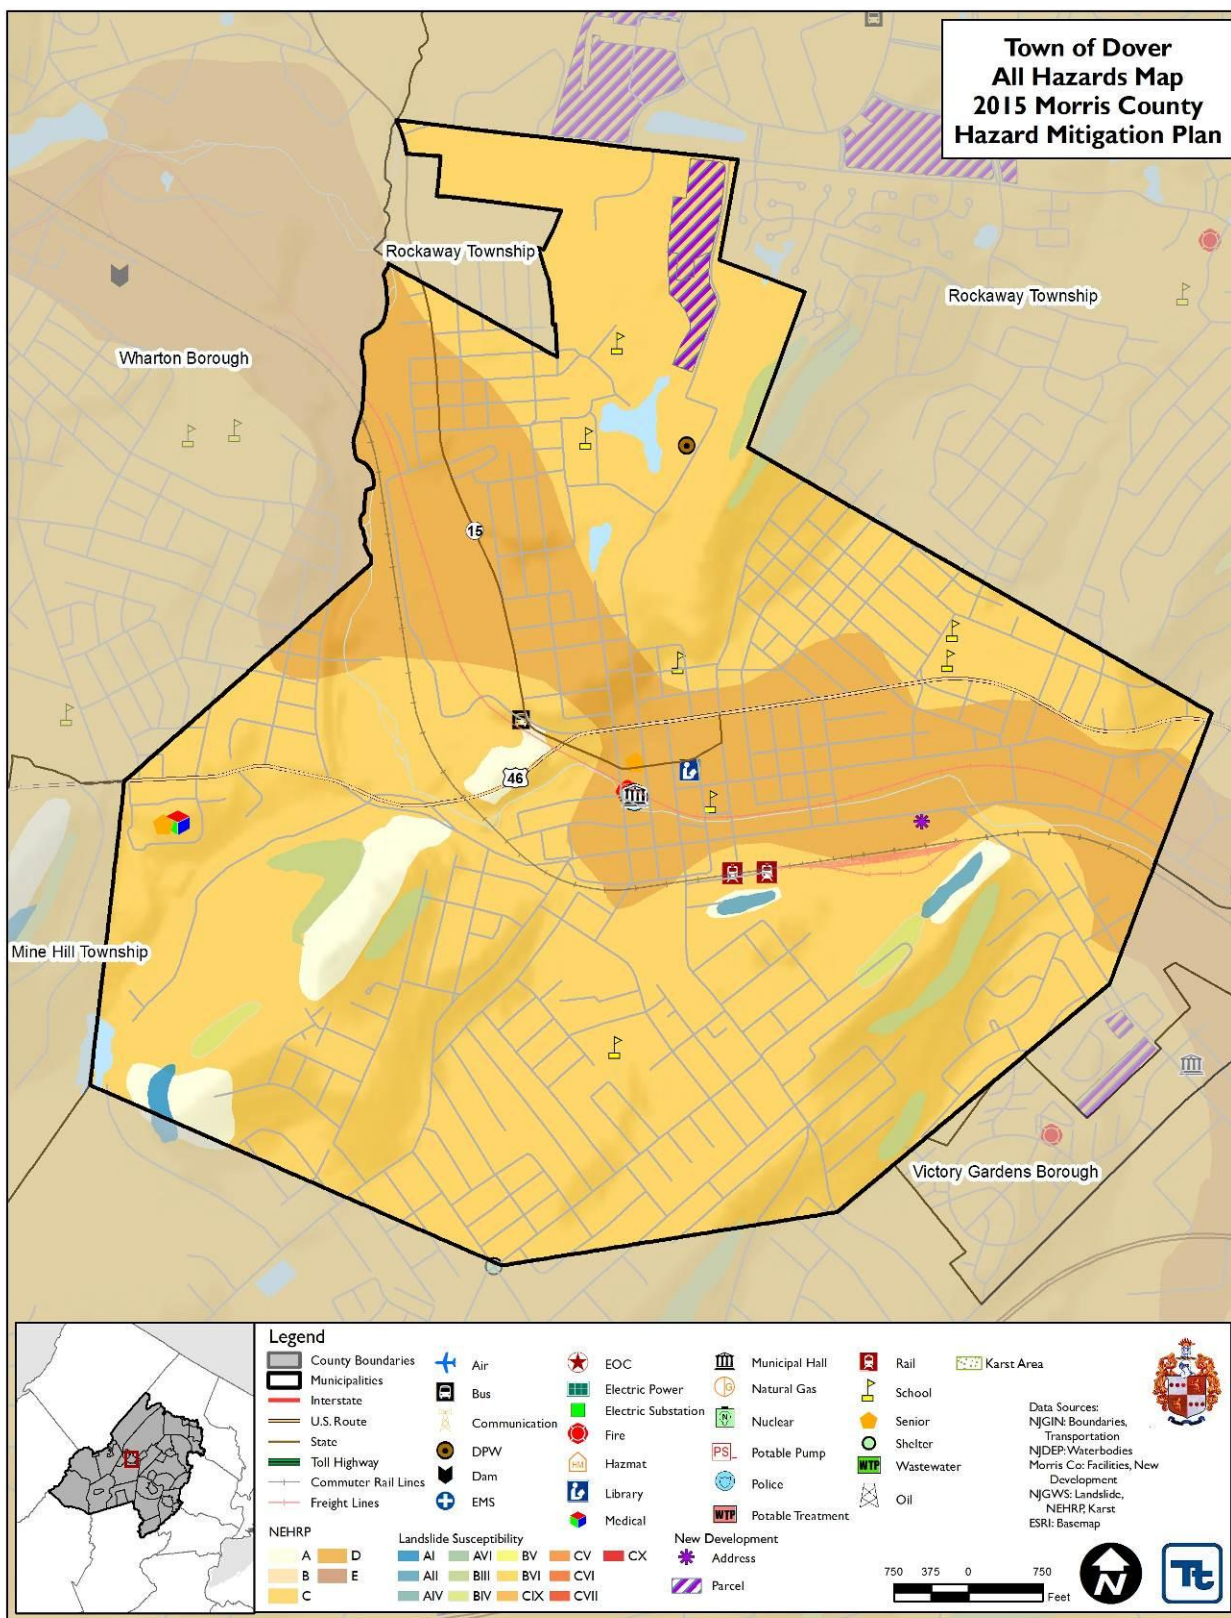 Town of Dover
All Hazards Map
2015 Morris County
Hazard Mitigation Plan
Rockaway Township
Rockaway Township
Wharton Borough
15
46
Mine Hill Township
Victory Gardens Borough
Legend
County Boundaries
Municipalities
Interstate
U.S. Route
State
Toll Highway
Commuter Rail Lines
Freight Lines
Air
Bus
Communication
DPW
Dam
EMS
EOC
Electric Power
Electric Substation
Fire
HM Hazmat
Library
Medical
Municipal Hall
G Natural Gas
N Nuclear
PS Potable Pump
Police
WTP Potable Treatment
Rail
School
Senior
Shelter
WTP Wastewater
Oil
Karst Area
Data Sources:
NJGIN: Boundaries,
Transportation
NJDEP: Waterbodies
Morris Co: Facilities, New
Development
NJGWS: Landslide,
NEHRP, Karst
ESRI: Basemap
NEHRP
A D
B E
C
Landslide Susceptibility
AI AVI BV CV CX
AII BIII BVI CVI
AIV BIV CIX CVII
New Development
Address
Parcel
750 375 0 750
Feet
N
Tt